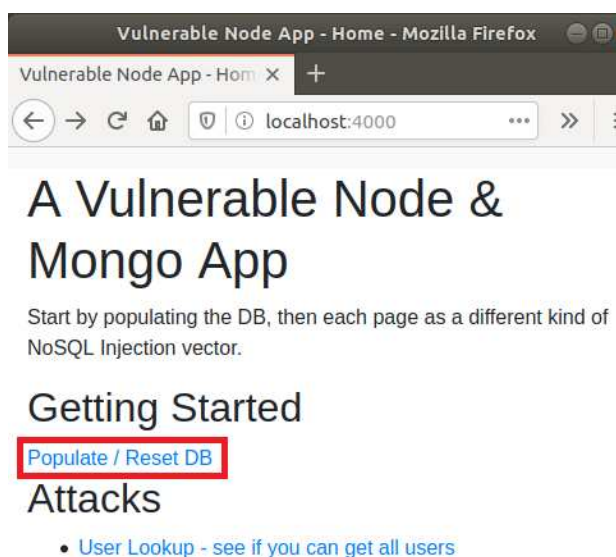 Vulnerable Node App - Home - Mozilla Firefox
Vulnerable Node App - Hom
localhost:4000
A Vulnerable Node &
Mongo App
Start by populating the DB, then each page as a different kind of
NoSQL Injection vector.
Getting Started
Populate / Reset DB
Attacks
• User Lookup - see if you can get all users